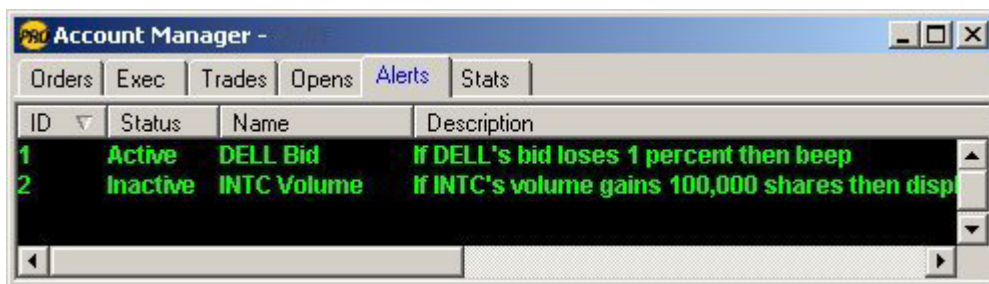 PRO Account Manager -
Orders Exec Trades Opens Alerts Stats
ID Status Name Description
1 Active DELL Bid If DELL's bid loses 1 percent then beep
2 Inactive INTC Volume If INTC's volume gains 100,000 shares then displ